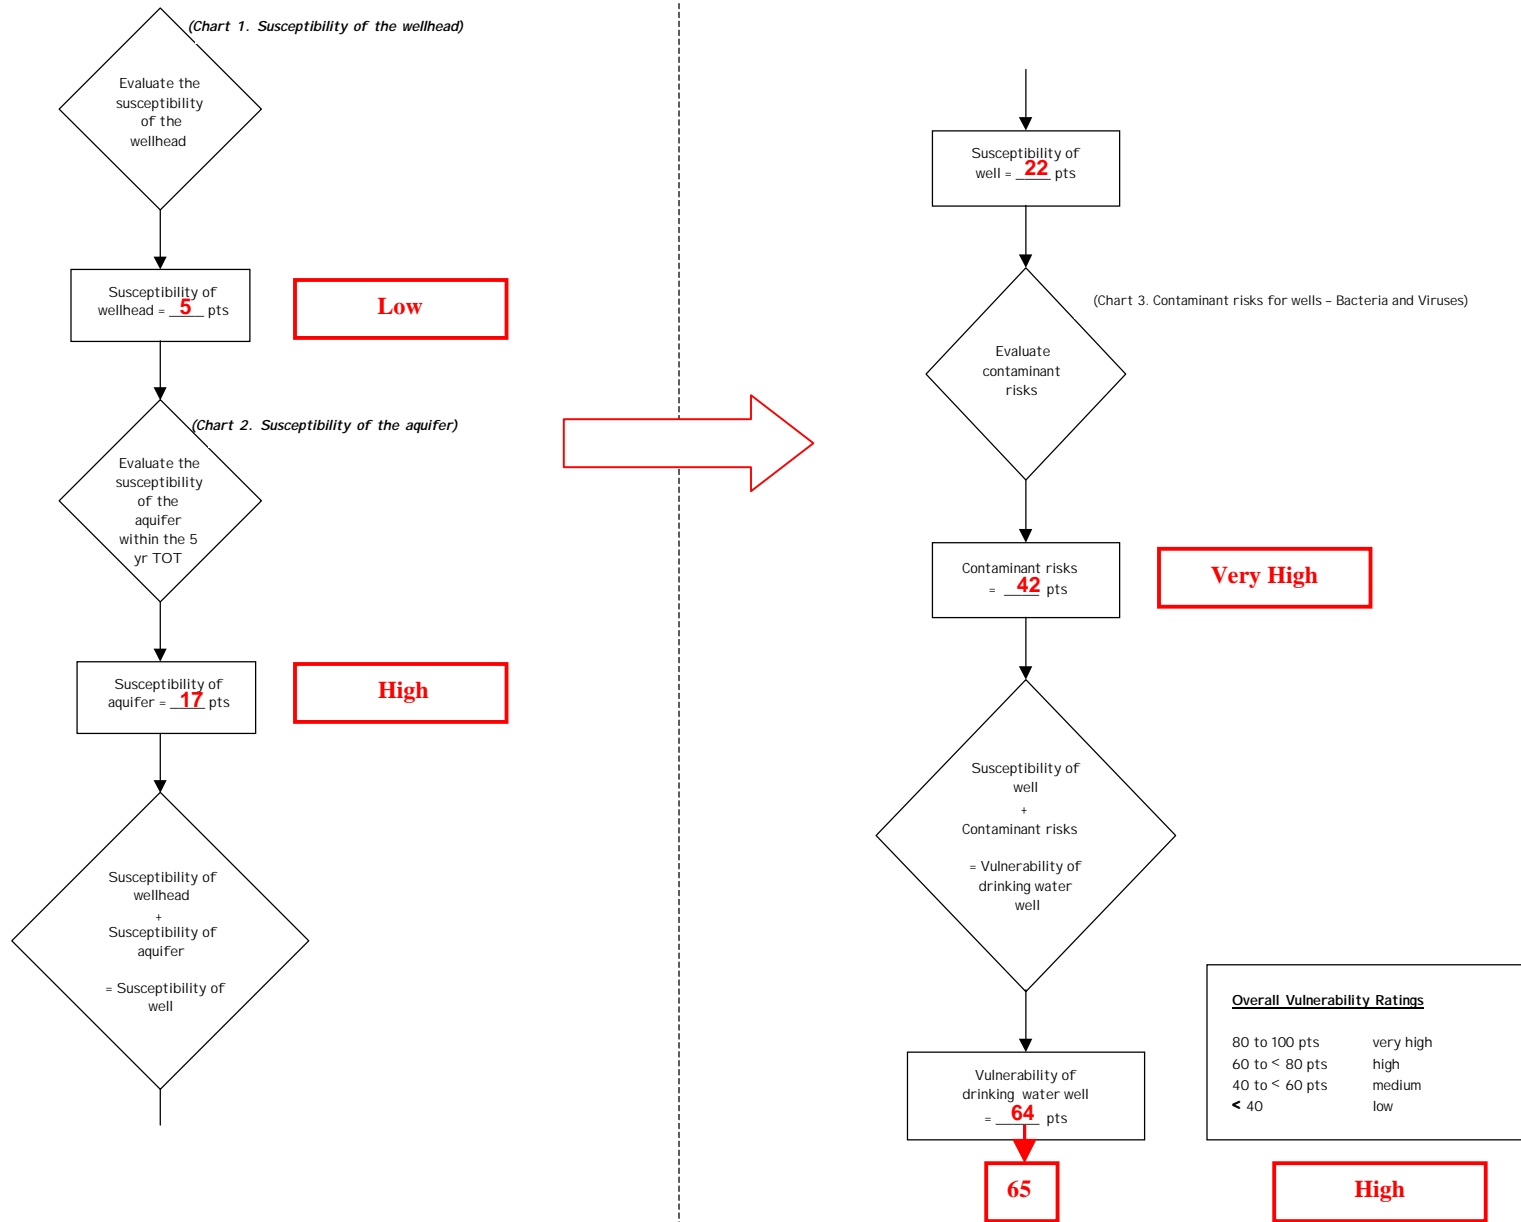 (Chart 1. Susceptibility of the wellhead)
Evaluate the
susceptibility
of the
wellhead
Susceptibility of
wellhead = 5 pts
Low
(Chart 2. Susceptibility of the aquifer)
Evaluate the
susceptibility
of the
aquifer
within the 5
yr TOT
Susceptibility of
aquifer = 17 pts
High
Susceptibility of
wellhead
+
Susceptibility of
aquifer
= Susceptibility of
well
Susceptibility of
well = 22 pts
(Chart 3. Contaminant risks for wells – Bacteria and Viruses)
Evaluate
contaminant
risks
Contaminant risks
= 42 pts
Very High
Susceptibility of
well
+
Contaminant risks
= Vulnerability of
drinking water
well
Vulnerability of
drinking water well
= 64 pts
65
Overall Vulnerability Ratings
80 to 100 pts very high
60 to < 80 pts high
40 to < 60 pts medium
< 40 low
High